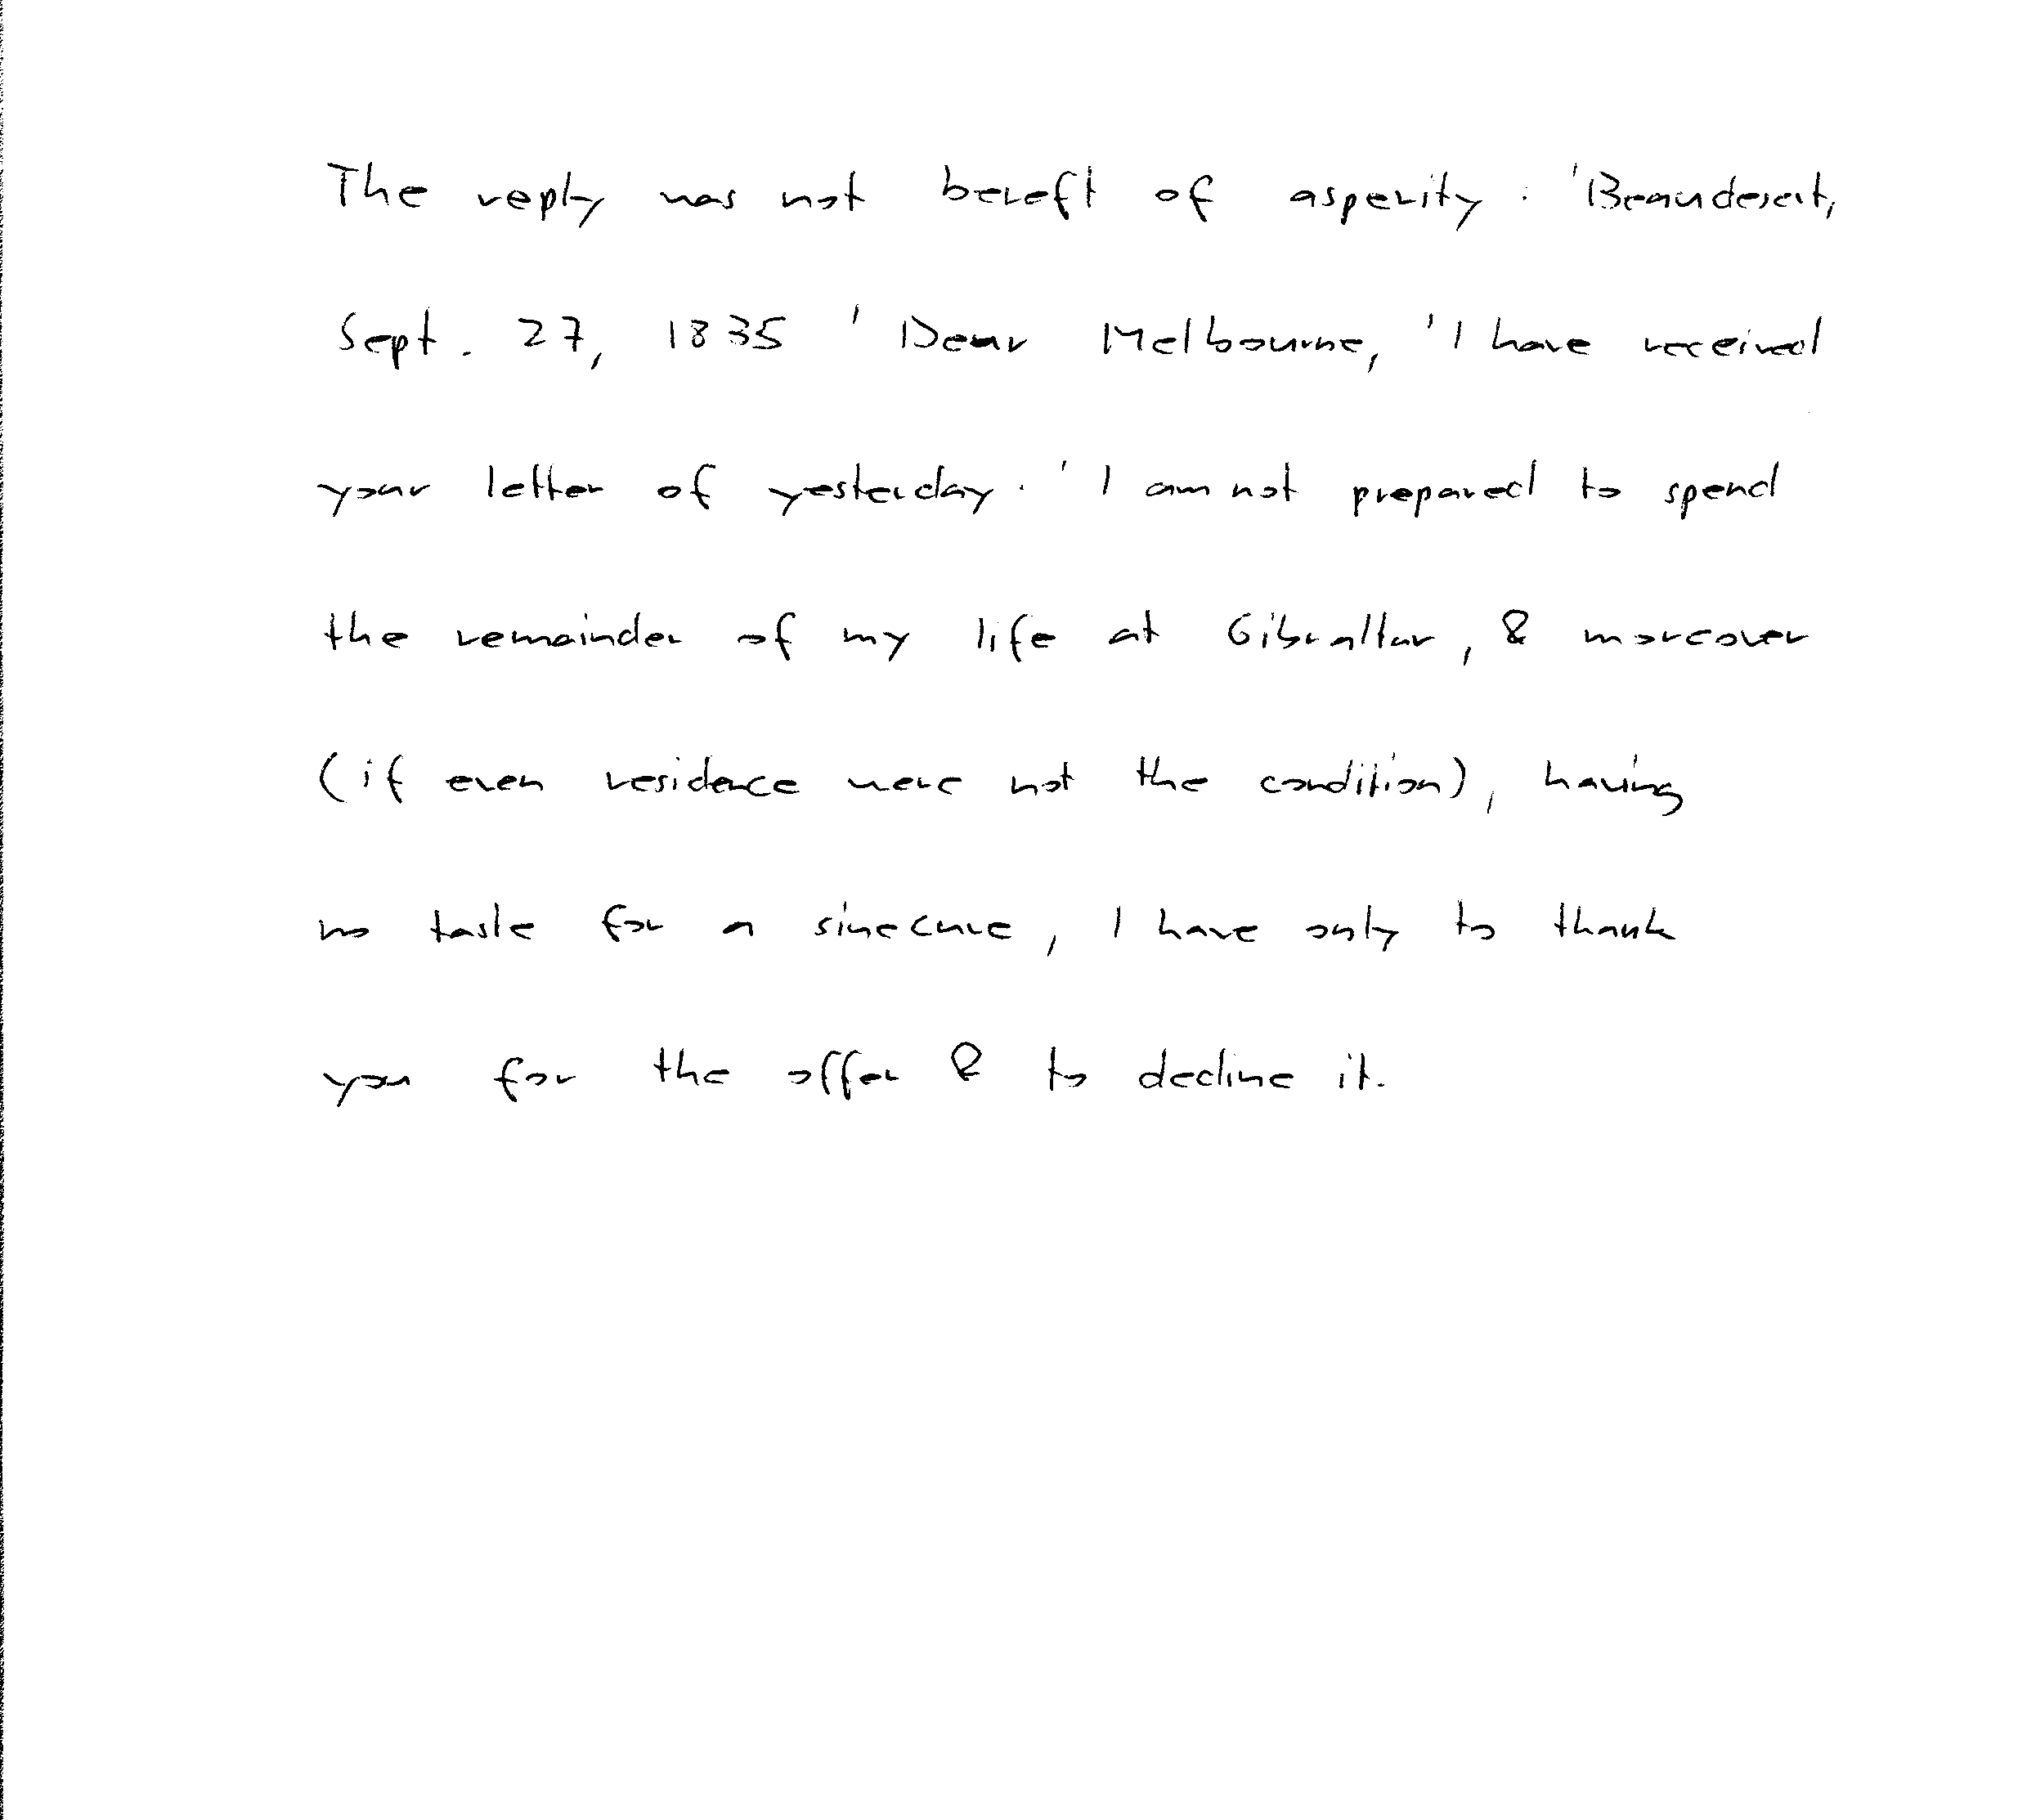 The reply was not bereft of asperity: 'Beaudesert,
Sept. 27, 1835 'Dear Melbourne, 'I have received
your letter of yesterday. 'I am not prepared to spend
the remainder of my life at Gibraltar, & moreover
(if even residence were not the condition), having
no taste for a sinecure, I have only to thank
you for the offer & to decline it.